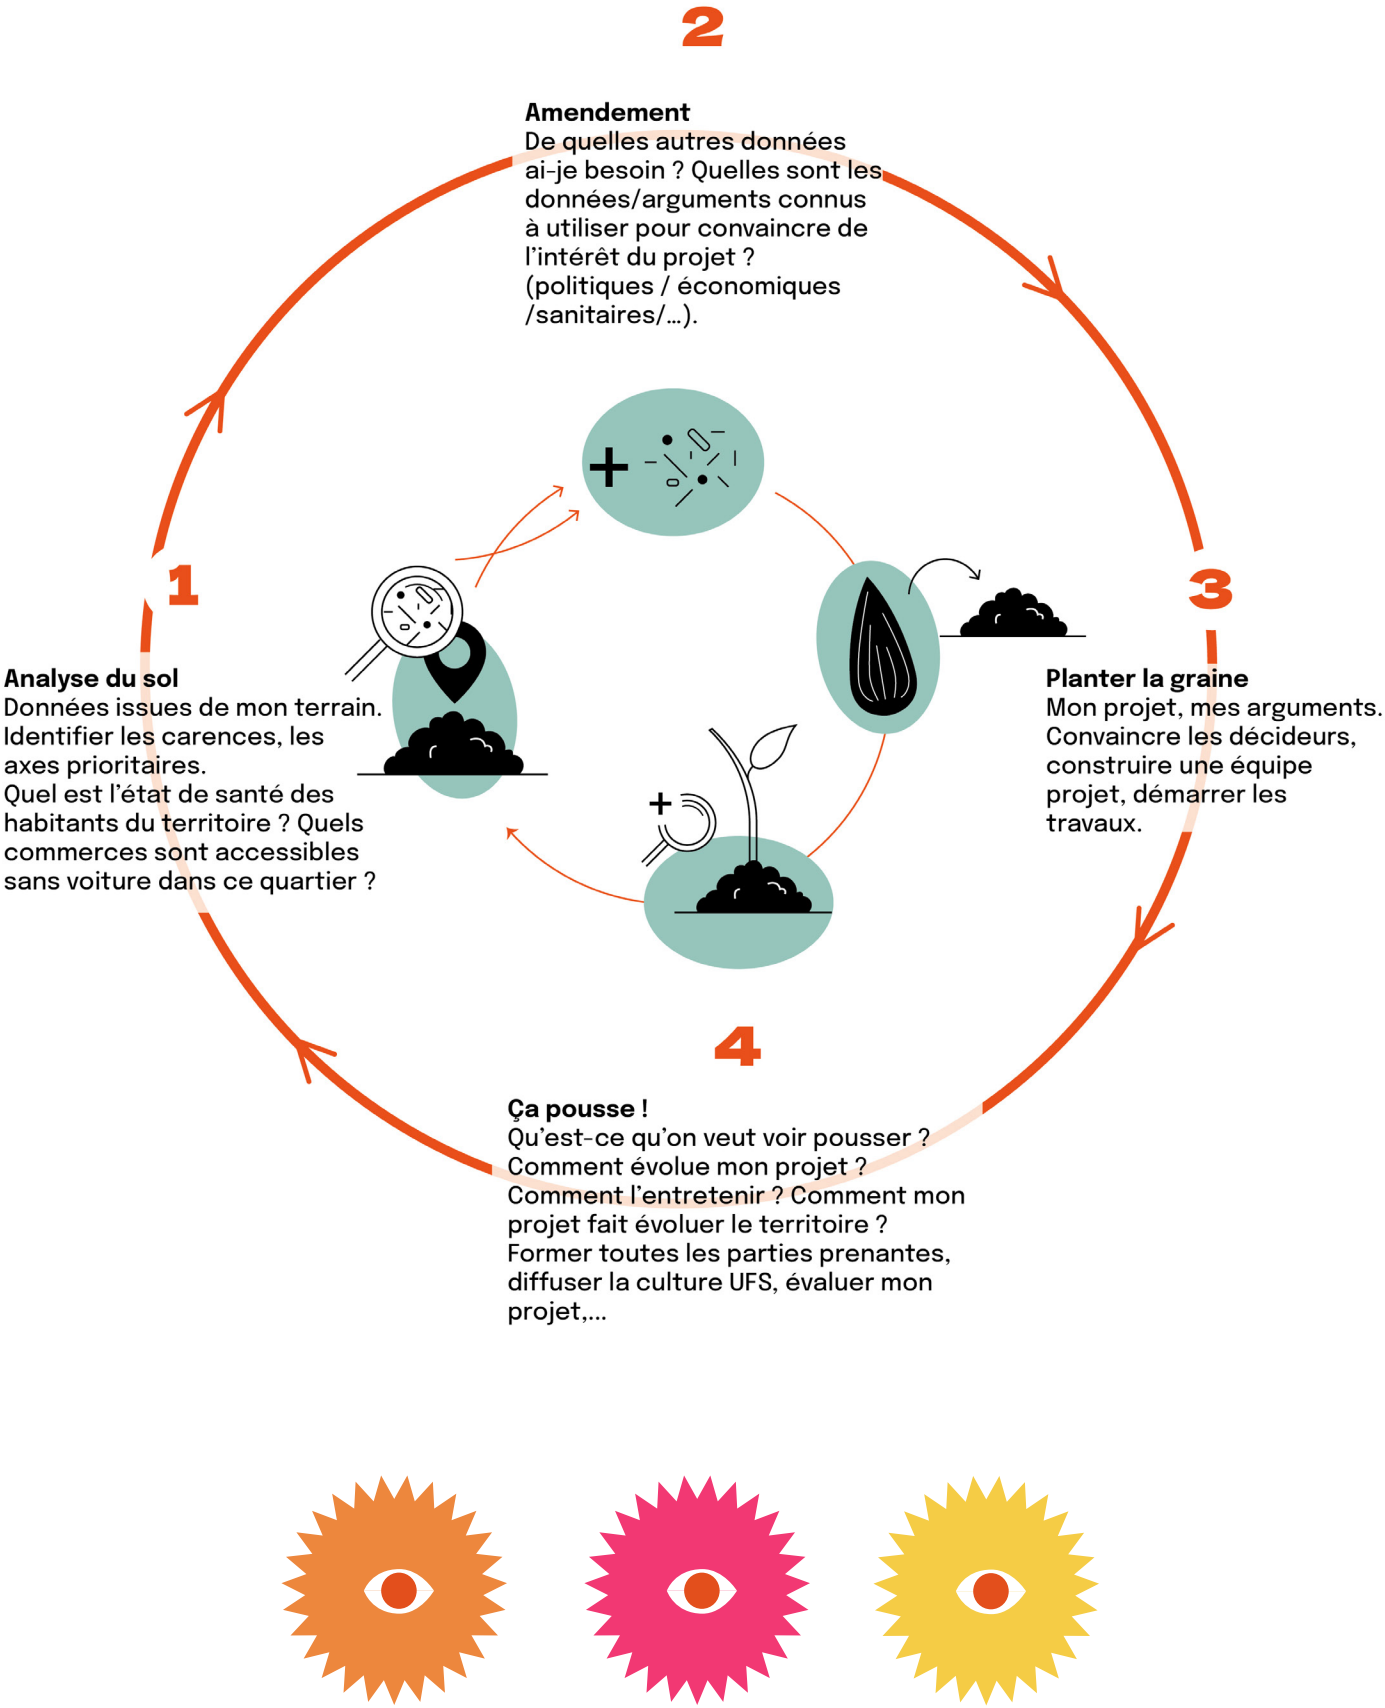 2
Amendement
De quelles autres données
ai-je besoin ? Quelles sont les
données/arguments connus
à utiliser pour convaincre de
l'intérêt du projet ?
(politiques / économiques
/sanitaires/...).
1
Analyse du sol
Données issues de mon terrain.
Identifier les carences, les
axes prioritaires.
Quel est l'état de santé des
habitants du territoire ? Quels
commerces sont accessibles
sans voiture dans ce quartier ?
3
Planter la graine
Mon projet, mes arguments.
Convaincre les décideurs,
construire une équipe
projet, démarrer les
travaux.
4
Ça pousse !
Qu'est-ce qu'on veut voir pousser ?
Comment évolue mon projet ?
Comment l'entretenir ? Comment mon
projet fait évoluer le territoire ?
Former toutes les parties prenantes,
diffuser la culture UFS, évaluer mon
projet,...